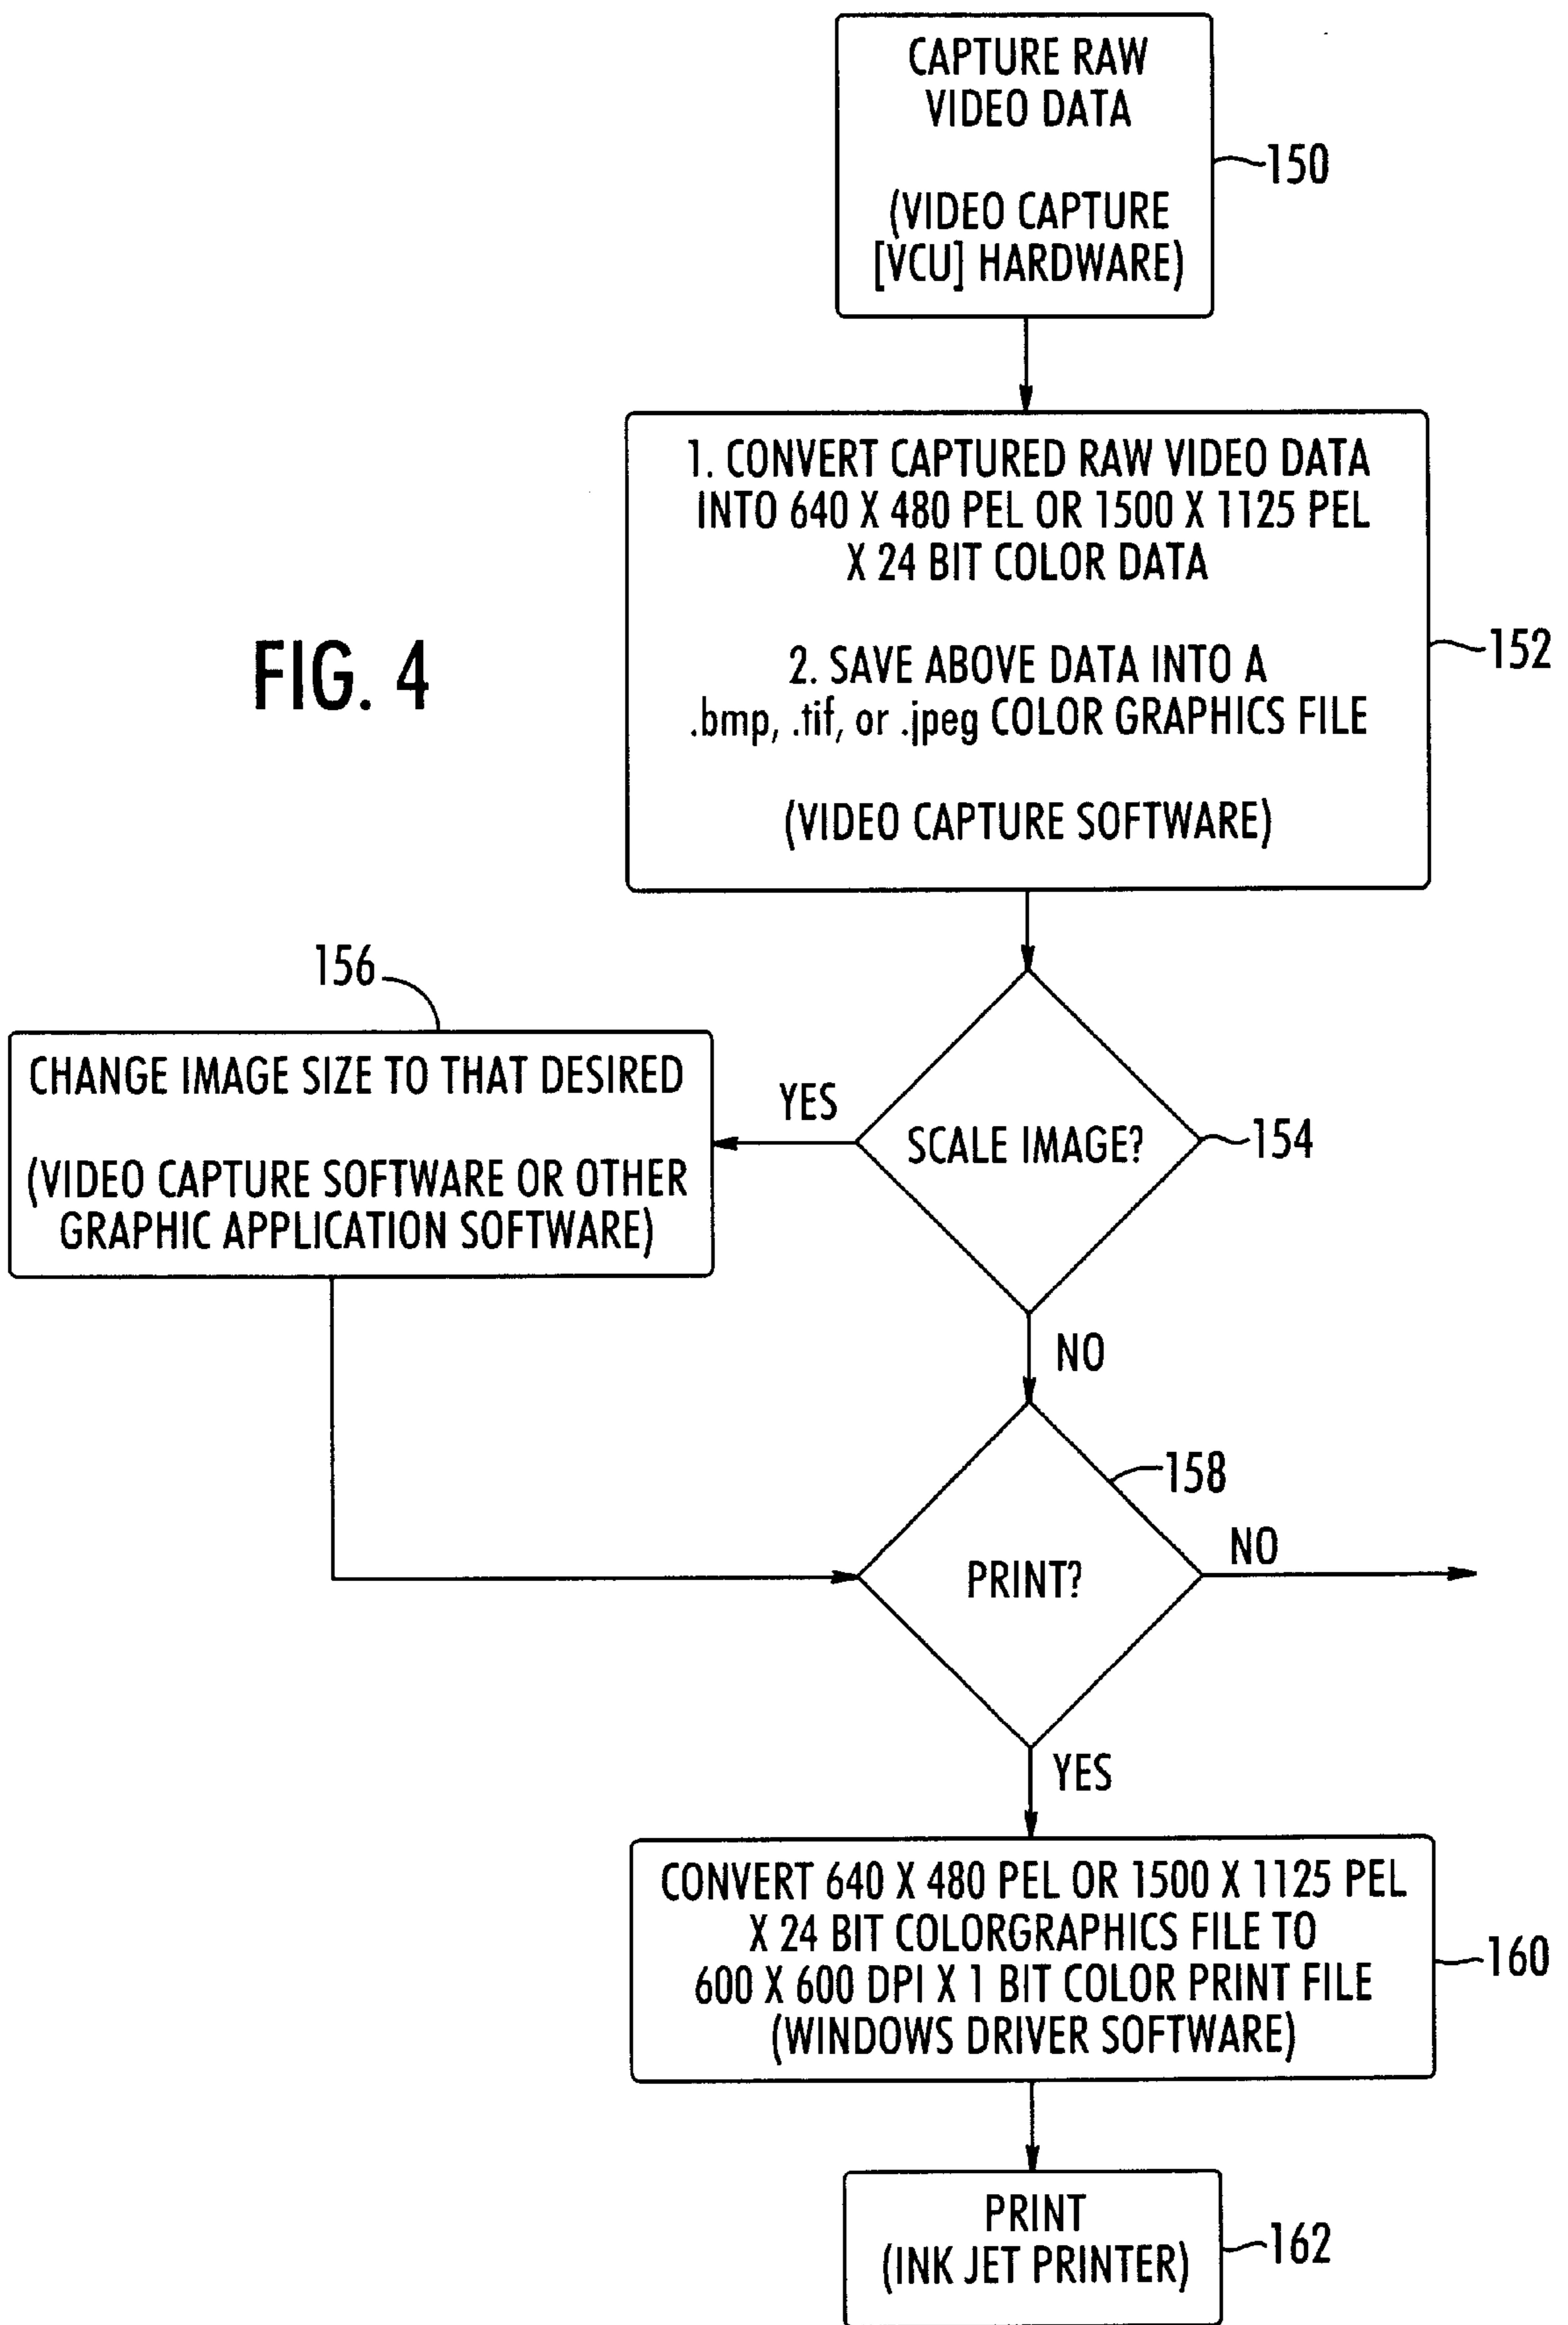 CAPTURE RAW
VIDEO DATA
(VIDEO CAPTURE
[VCU] HARDWARE)
150
1. CONVERT CAPTURED RAW VIDEO DATA
INTO 640 X 480 PEL OR 1500 X 1125 PEL
X 24 BIT COLOR DATA
2. SAVE ABOVE DATA INTO A
.bmp, .tif, or .jpeg COLOR GRAPHICS FILE
(VIDEO CAPTURE SOFTWARE)
152
FIG. 4
156
CHANGE IMAGE SIZE TO THAT DESIRED
(VIDEO CAPTURE SOFTWARE OR OTHER
GRAPHIC APPLICATION SOFTWARE)
YES
SCALE IMAGE?
154
NO
158
PRINT?
NO
YES
CONVERT 640 X 480 PEL OR 1500 X 1125 PEL
X 24 BIT COLORGRAPHICS FILE TO
600 X 600 DPI X 1 BIT COLOR PRINT FILE
(WINDOWS DRIVER SOFTWARE)
160
PRINT
(INK JET PRINTER)
162